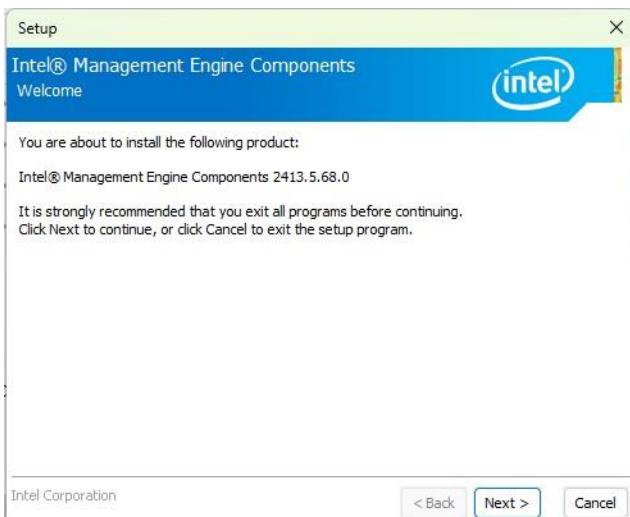 Setup
Intel® Management Engine Components
Welcome
intel
You are about to install the following product:
Intel® Management Engine Components 2413.5.68.0
It is strongly recommended that you exit all programs before continuing.
Click Next to continue, or click Cancel to exit the setup program.
Intel Corporation
< Back Next > Cancel